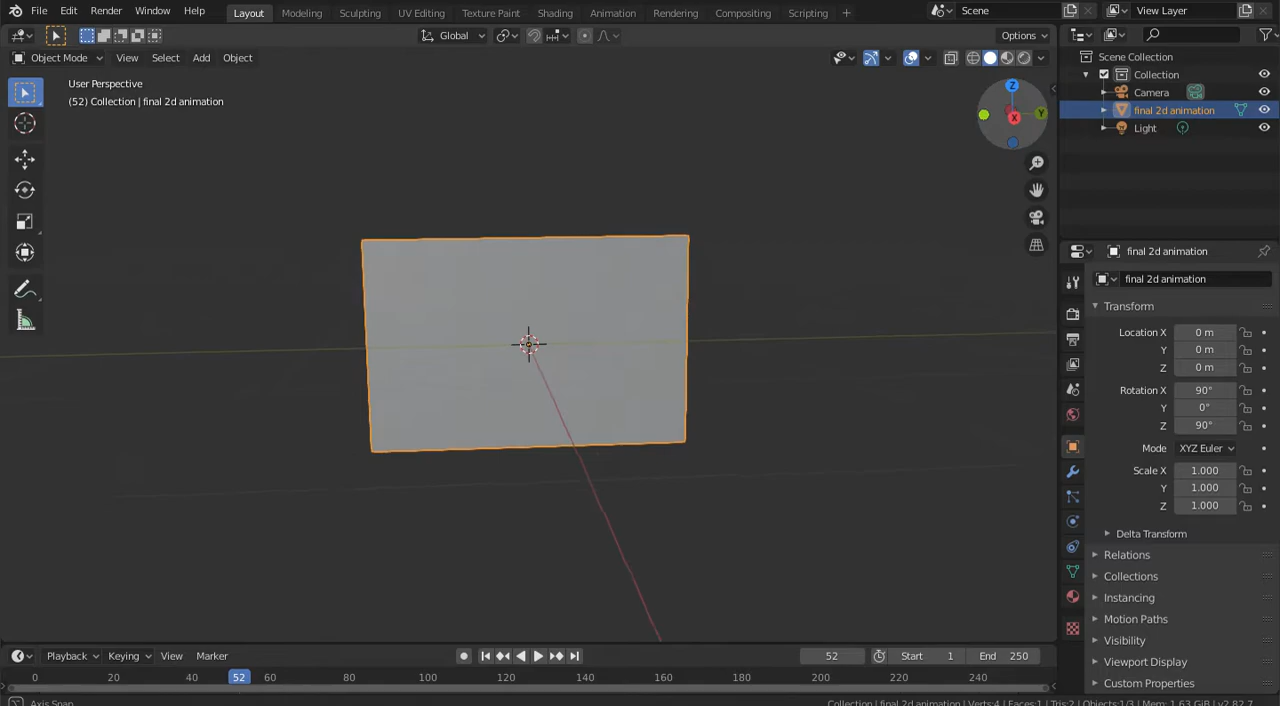 File Edit Render Window Help Layout Modeling Sculpting UV Editing Texture Paint Shading Animation Rendering Compositing Scripting + Scene View Layer
Global Options
Object Mode View Select Add Object
User Perspective
(52) Collection | final 2d animation
Z
Y
X
Scene Collection
Collection
Camera
final 2d animation
Light
final 2d animation
final 2d animation
Transform
Location X 0 m
Y 0 m
Z 0 m
Rotation X 90°
Y 0°
Z 90°
Mode XYZ Euler
Scale X 1.000
Y 1.000
Z 1.000
Delta Transform
Relations
Collections
Instancing
Motion Paths
Visibility
Viewport Display
Custom Properties
Playback Keying View Marker 52 Start 1 End 250
0 20 40 52 60 80 100 120 140 160 180 200 220 240
Axis Snap Collection | final 2d animation | Verts:4 | Faces:1 | Tris:2 | Objects:1/3 | Mem: 1.63 GiB | v2.82.7